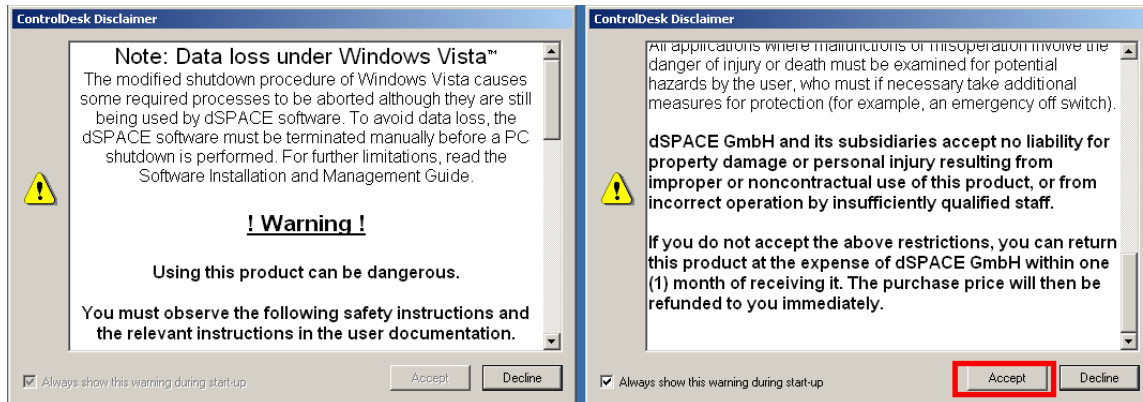 ControlDesk Disclaimer
Note: Data loss under Windows Vista™
The modified shutdown procedure of Windows Vista causes
some required processes to be aborted although they are still
being used by dSPACE software. To avoid data loss, the
dSPACE software must be terminated manually before a PC
shutdown is performed. For further limitations, read the
Software Installation and Management Guide.
! Warning !
Using this product can be dangerous.
You must observe the following safety instructions and
the relevant instructions in the user documentation.
Always show this warning during start-up
Accept
Decline
ControlDesk Disclaimer
All applications where malfunctions or misoperation involve the
danger of injury or death must be examined for potential
hazards by the user, who must if necessary take additional
measures for protection (for example, an emergency off switch).
dSPACE GmbH and its subsidiaries accept no liability for
property damage or personal injury resulting from
improper or noncontractual use of this product, or from
incorrect operation by insufficiently qualified staff.
If you do not accept the above restrictions, you can return
this product at the expense of dSPACE GmbH within one
(1) month of receiving it. The purchase price will then be
refunded to you immediately.
Always show this warning during start-up
Accept
Decline